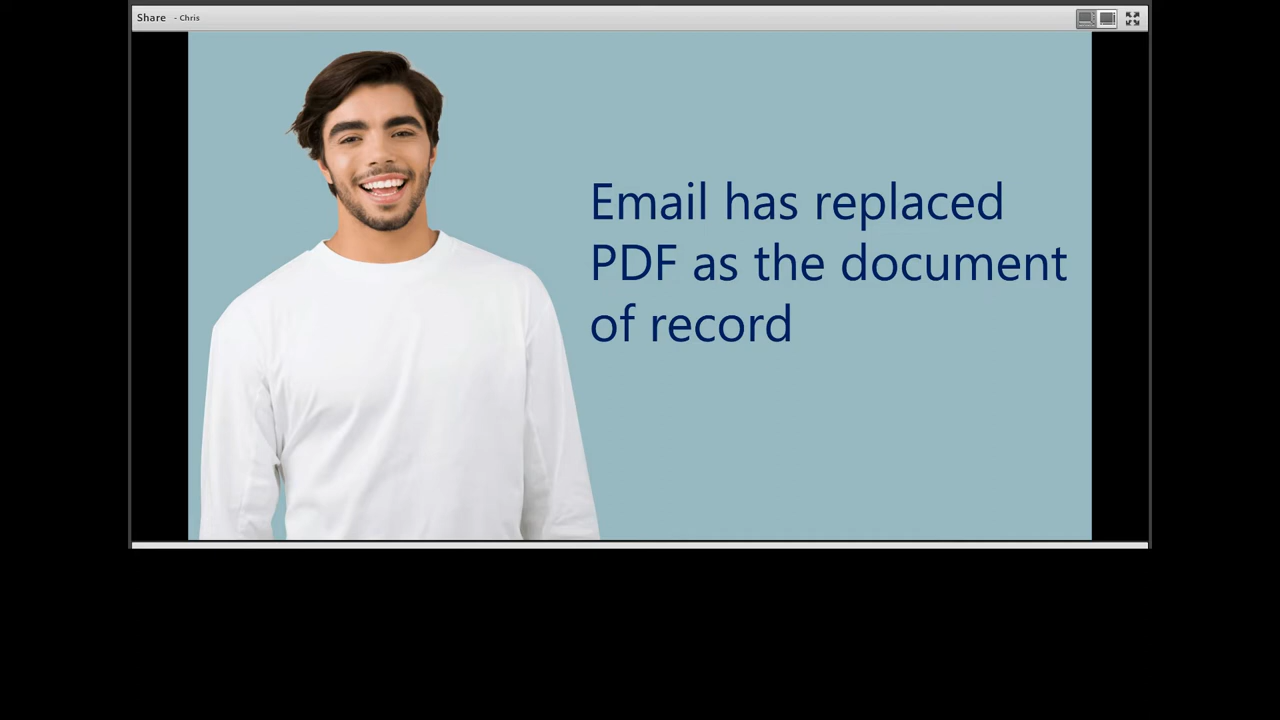 Share - Chris
Email has replaced
PDF as the document
of record